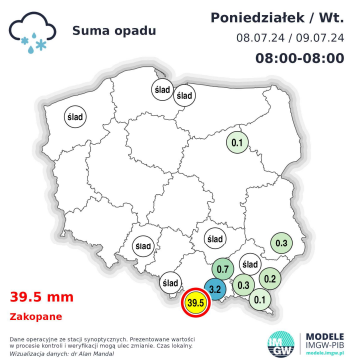 Suma opadu
Poniedziałek / Wt.
08.07.24 / 09.07.24
08:00-08:00
ślad
ślad
ślad
0.1
ślad
ślad
0.3
0.7
ślad
ślad
3.2
0.3
0.2
39.5
0.1
39.5 mm
Zakopane
Dane operacyjne ze stacji synoptycznych. Prezentowane wartości
w procesie kontroli i weryfikacji mogą ulec zmianie. Czas lokalny.
Wizualizacja danych: dr Alan Mandal
IM
GW
MODELE
IMGW-PIB
modele.imgw.pl